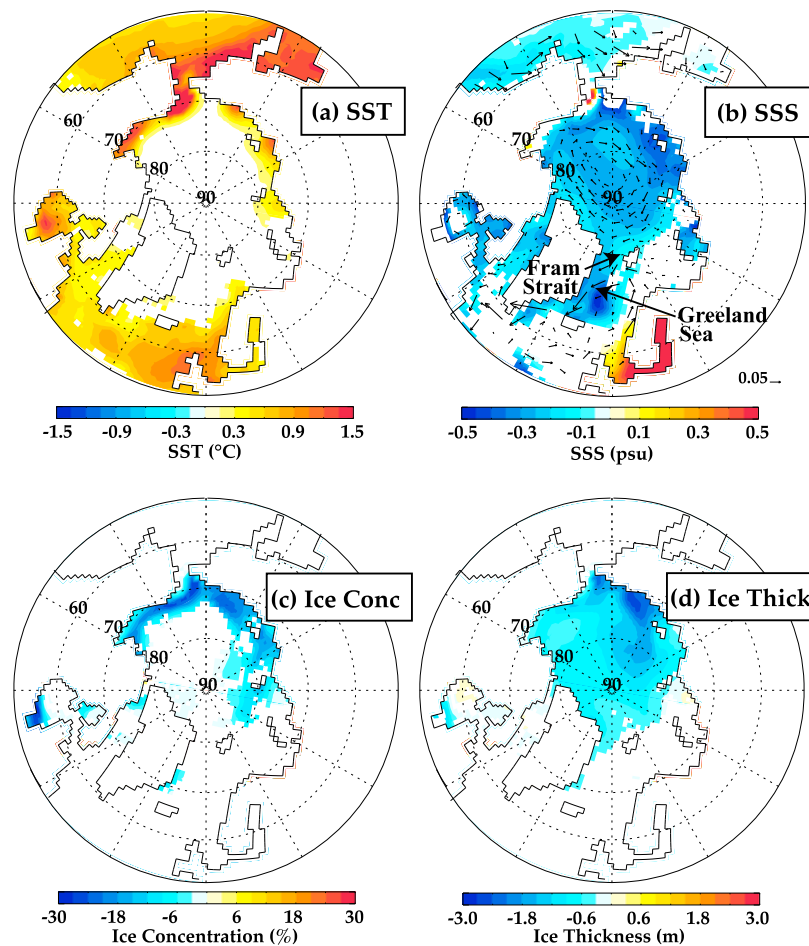 (a) SST
60
70
80
90
-1.5 -0.9 -0.3 0.3 0.9 1.5
SST (°C)
(b) SSS
60
70
80
90
Fram
Strait
Greeland
Sea
0.05
-0.5 -0.3 -0.1 0.1 0.3 0.5
SSS (psu)
(c) Ice Conc
60
70
80
90
-30 -18 -6 6 18 30
Ice Concentration (%)
(d) Ice Thick
60
70
80
90
-3.0 -1.8 -0.6 0.6 1.8 3.0
Ice Thickness (m)